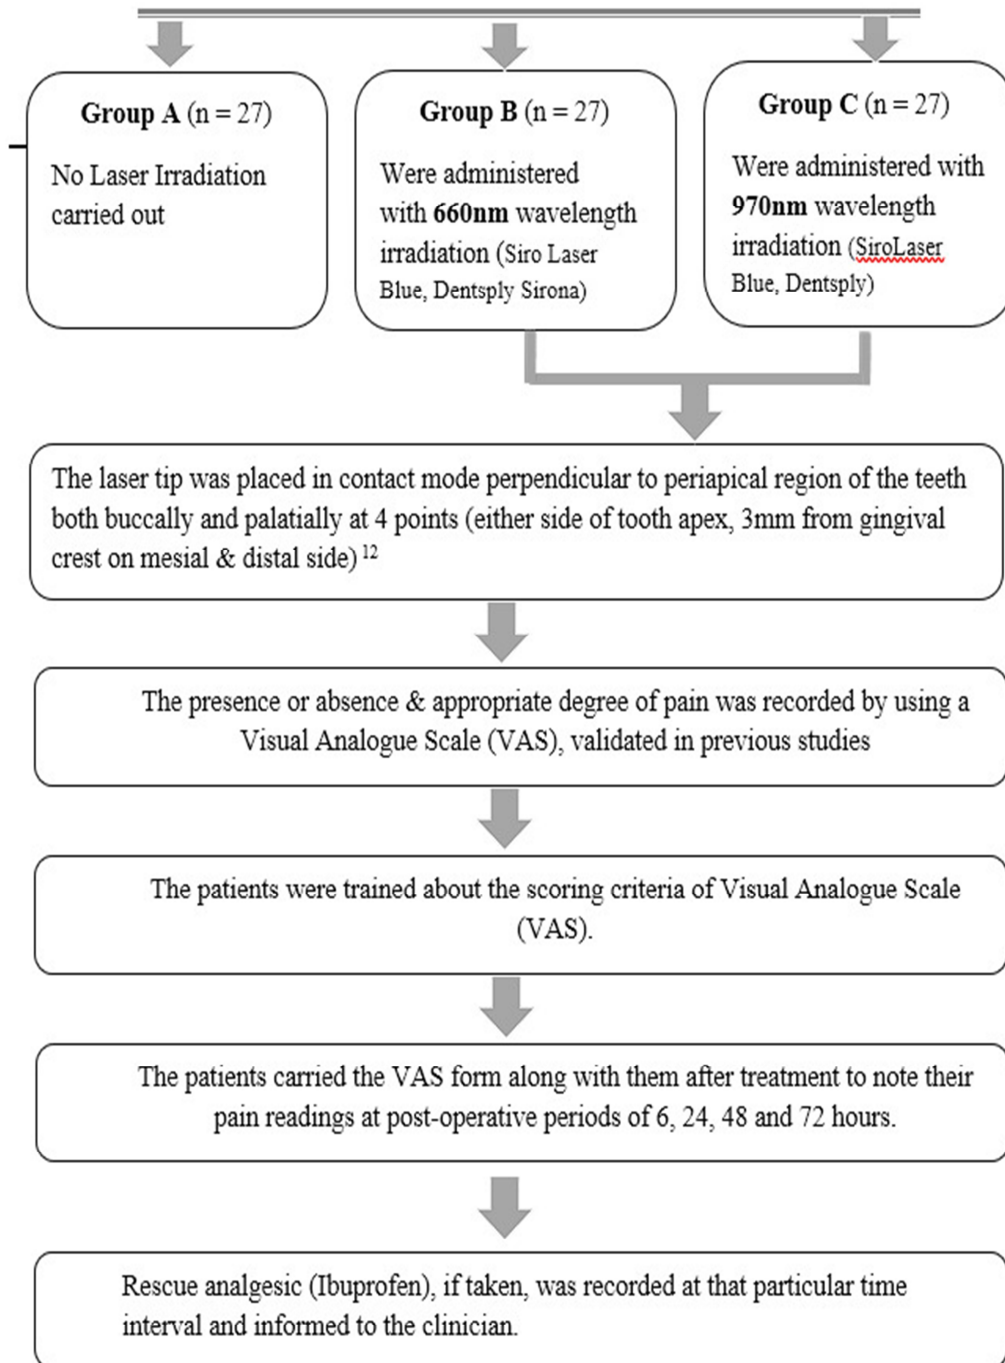 Group A (n = 27)
No Laser Irradiation
carried out
Group B (n = 27)
Were administered
with 660nm wavelength
irradiation (Siro Laser
Blue, Dentsply Sirona)
Group C (n = 27)
Were administered with
970nm wavelength
irradiation (SiroLaser
Blue, Dentsply)
The laser tip was placed in contact mode perpendicular to periapical region of the teeth
both buccally and palatially at 4 points (either side of tooth apex, 3mm from gingival
crest on mesial & distal side) 12
The presence or absence & appropriate degree of pain was recorded by using a
Visual Analogue Scale (VAS), validated in previous studies
The patients were trained about the scoring criteria of Visual Analogue Scale
(VAS).
The patients carried the VAS form along with them after treatment to note their
pain readings at post-operative periods of 6, 24, 48 and 72 hours.
Rescue analgesic (Ibuprofen), if taken, was recorded at that particular time
interval and informed to the clinician.